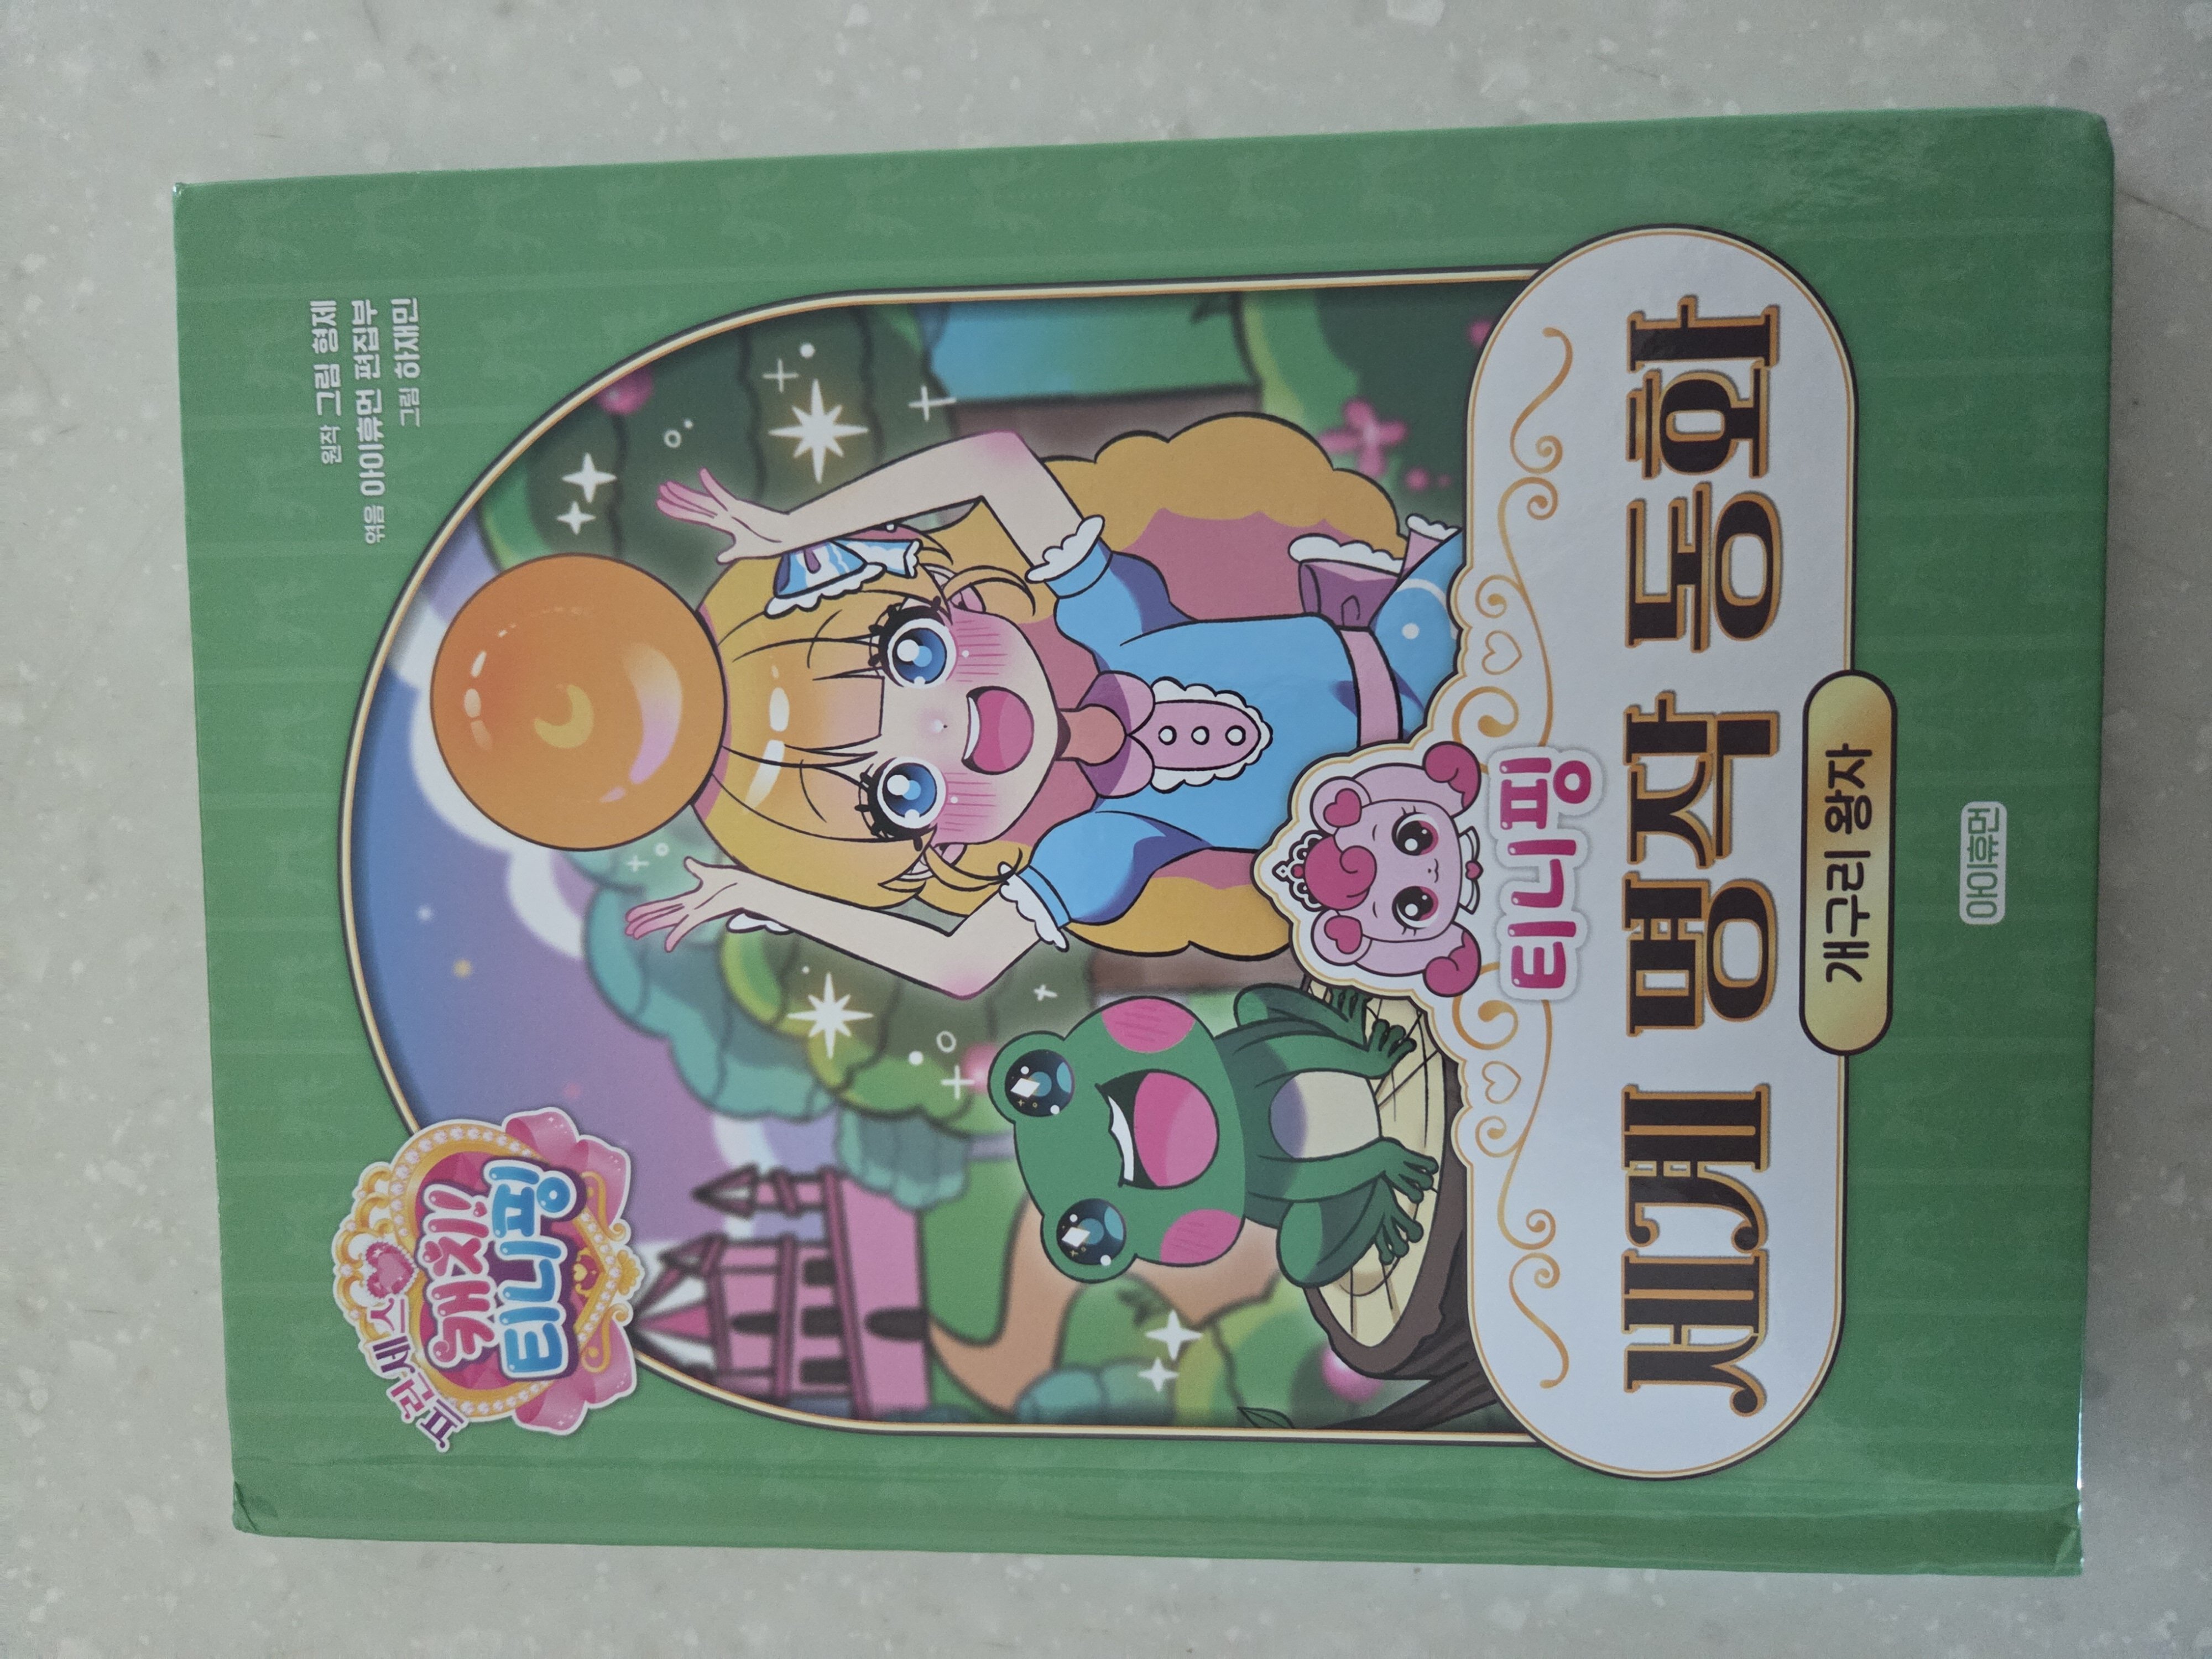 프린세스
캐치!
티니핑
원작 그림 형제
엮음 아이휴먼 편집부
그림 하재민
티니핑
세계 명작 동화
개구리 왕자
아이휴먼